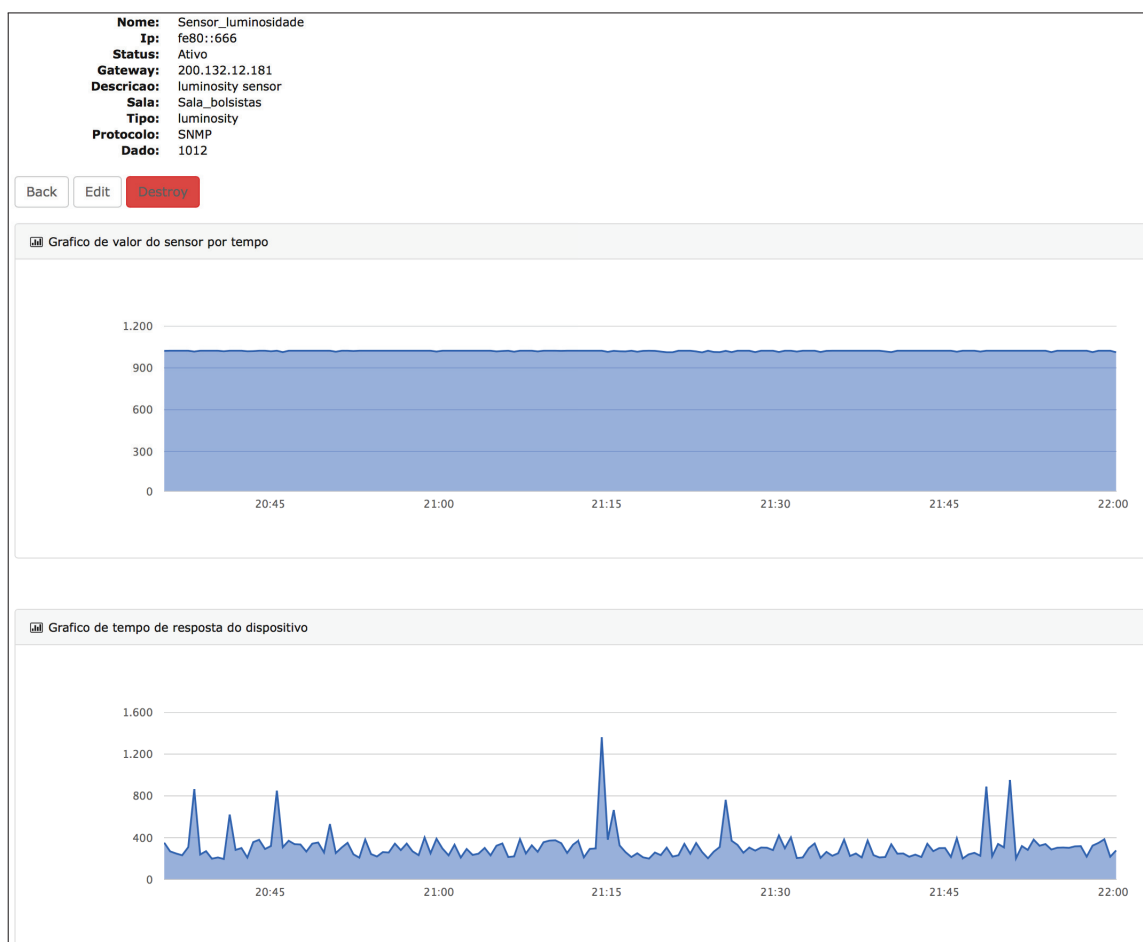 Nome: Sensor_luminosidade
Ip: fe80::666
Status: Ativo
Gateway: 200.132.12.181
Descricao: luminosity sensor
Sala: Sala_bolsistas
Tipo: luminosity
Protocolo: SNMP
Dado: 1012
Back Edit Destroy
Grafico de valor do sensor por tempo
1.200
900
600
300
0
20:45 21:00 21:15 21:30 21:45 22:00
Grafico de tempo de resposta do dispositivo
1.600
1.200
800
400
0
20:45 21:00 21:15 21:30 21:45 22:00